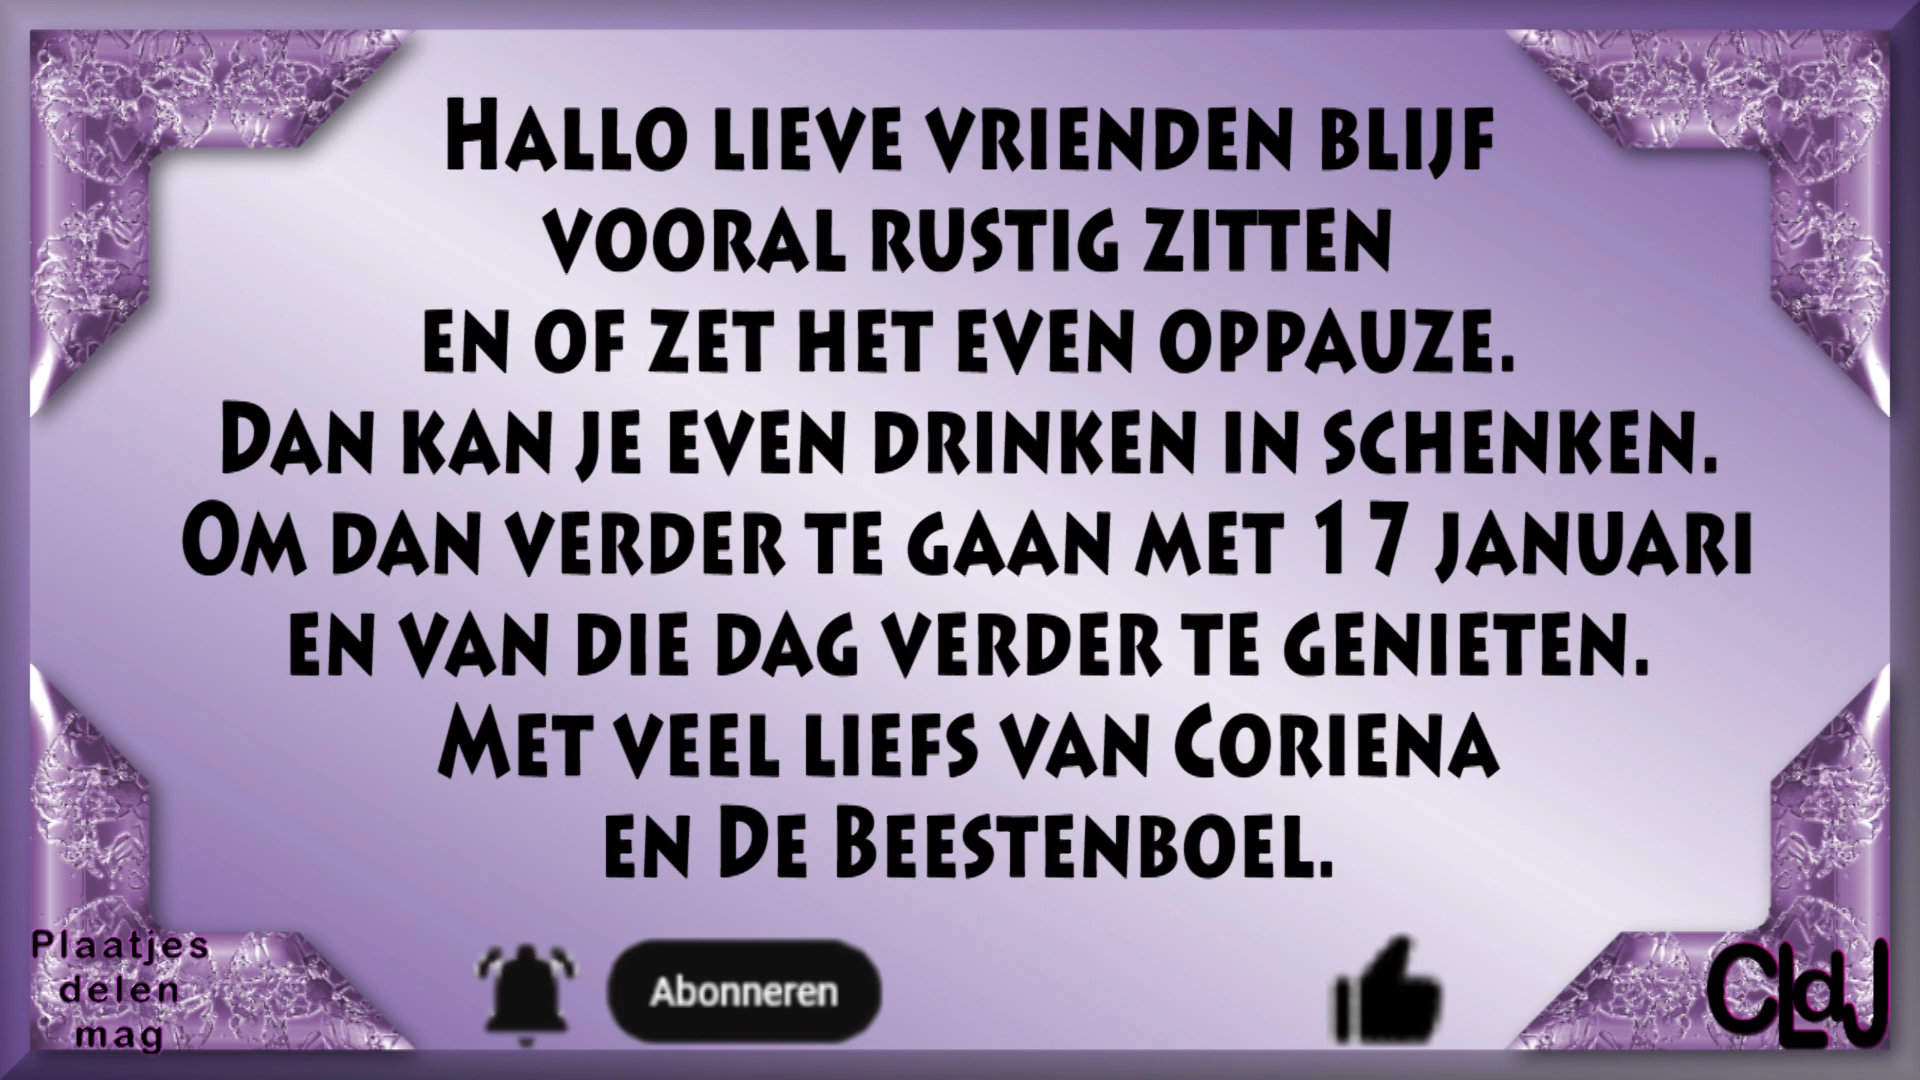 Hallo lieve vrienden blijf
vooral rustig zitten
en of zet het even oppauze.
Dan kan je even drinken in schenken.
Om dan verder te gaan met 17 januari
en van die dag verder te genieten.
Met veel liefs van Coriena
en De Beestenboel.
Plaatjes
delen
mag
Abonneren
CLdJ